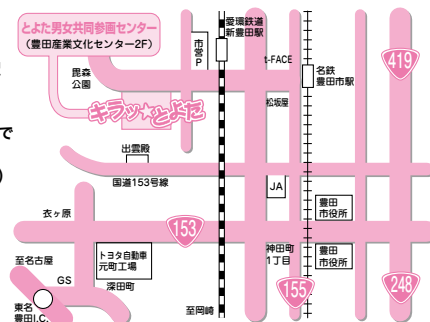 とよた男女共同参画センター
(豊田産業文化センター2F)
愛環鉄道
新豊田駅
市営P
t-FACE
名鉄
豊田市駅
419
毘森
公園
キラッ☆とよた
松坂屋
で
出雲殿
)
国道153号線
JA
豊田
市役所
衣ヶ原
153
至名古屋
トヨタ自動車
元町工場
神田町
1丁目
豊田
市役所
GS
深田町
155
248
東名
豊田I.C.
至岡崎